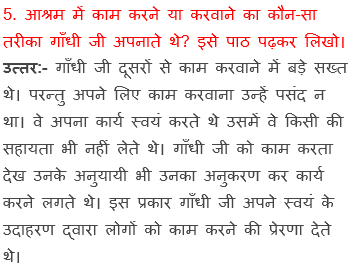 5. आश्रम में काम करने या करवाने का कौन-सा
तरीका गाँधी जी अपनाते थे? इसे पाठ पढ़कर लिखो।
उत्तर:- गाँधी जी दूसरों से काम करवाने में बड़े सख्त
थे। परन्तु अपने लिए काम करवाना उन्हें पसंद न
था। वे अपना कार्य स्वयं करते थे उसमें वे किसी की
सहायता भी नहीं लेते थे। गाँधी जी को काम करता
देख उनके अनुयायी भी उनका अनुकरण कर कार्य
करने लगते थे। इस प्रकार गाँधी जी अपने स्वयं के
उदाहरण द्वारा लोगों को काम करने की प्रेरणा देते
थे।